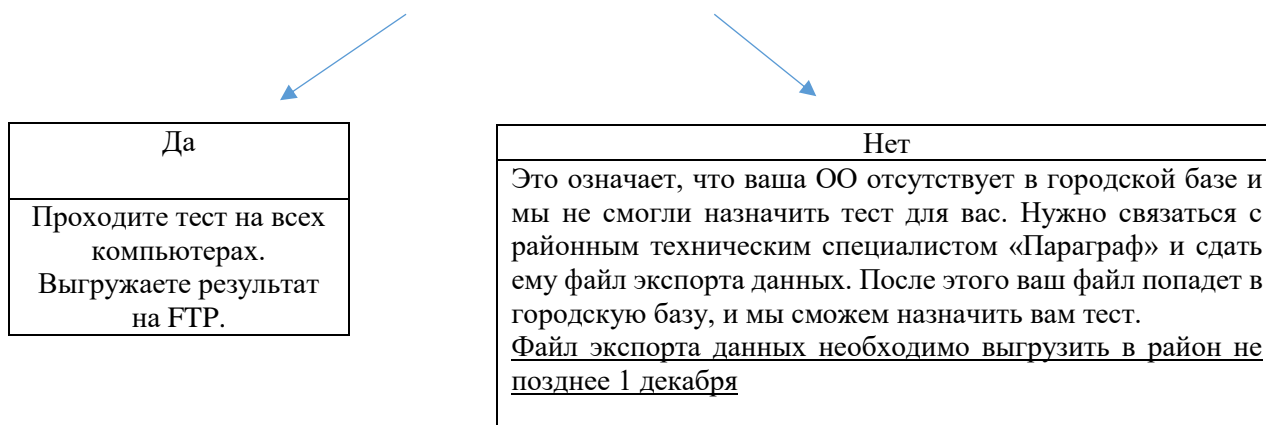 Да
Проходите тест на всех
компьютерах.
Выгружаете результат
на FTP.
Нет
Это означает, что ваша ОО отсутствует в городской базе и
мы не смогли назначить тест для вас. Нужно связаться с
районным техническим специалистом «Параграф» и сдать
ему файл экспорта данных. После этого ваш файл попадет в
городскую базу, и мы сможем назначить вам тест.
Файл экспорта данных необходимо выгрузить в район не
позднее 1 декабря